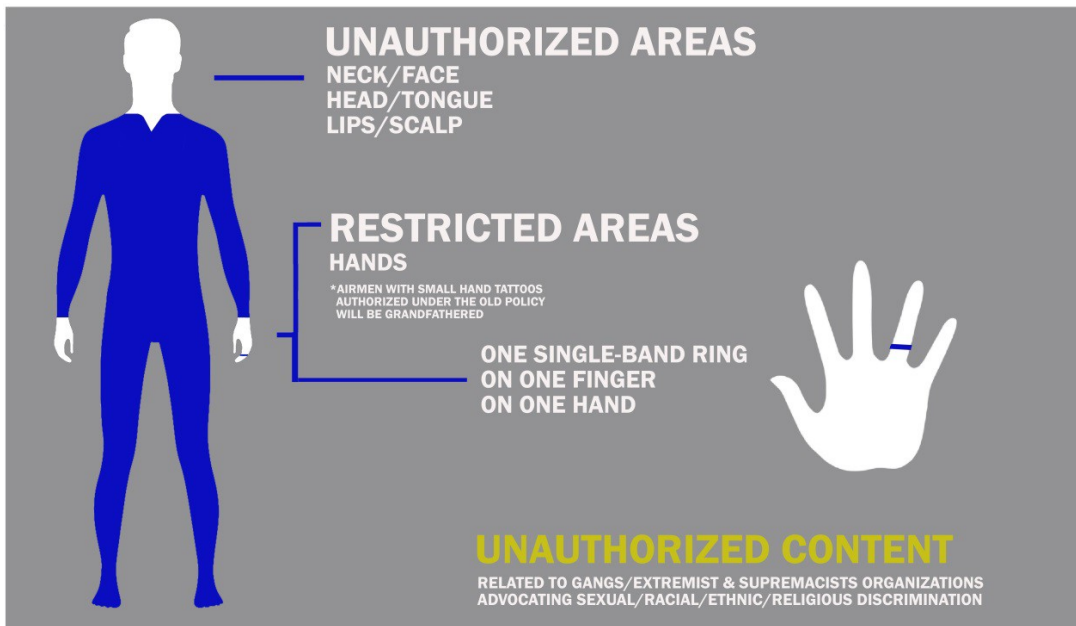 UNAUTHORIZED AREAS
NECK/FACE
HEAD/TONGUE
LIPS/SCALP
RESTRICTED AREAS
HANDS
*AIRMEN WITH SMALL HAND TATTOOS
AUTHORIZED UNDER THE OLD POLICY
WILL BE GRANDFATHERED
ONE SINGLE-BAND RING
ON ONE FINGER
ON ONE HAND
UNAUTHORIZED CONTENT
RELATED TO GANGS/EXTREMIST & SUPREMACISTS ORGANIZATIONS
ADVOCATING SEXUAL/RACIAL/ETHNIC/RELIGIOUS DISCRIMINATION